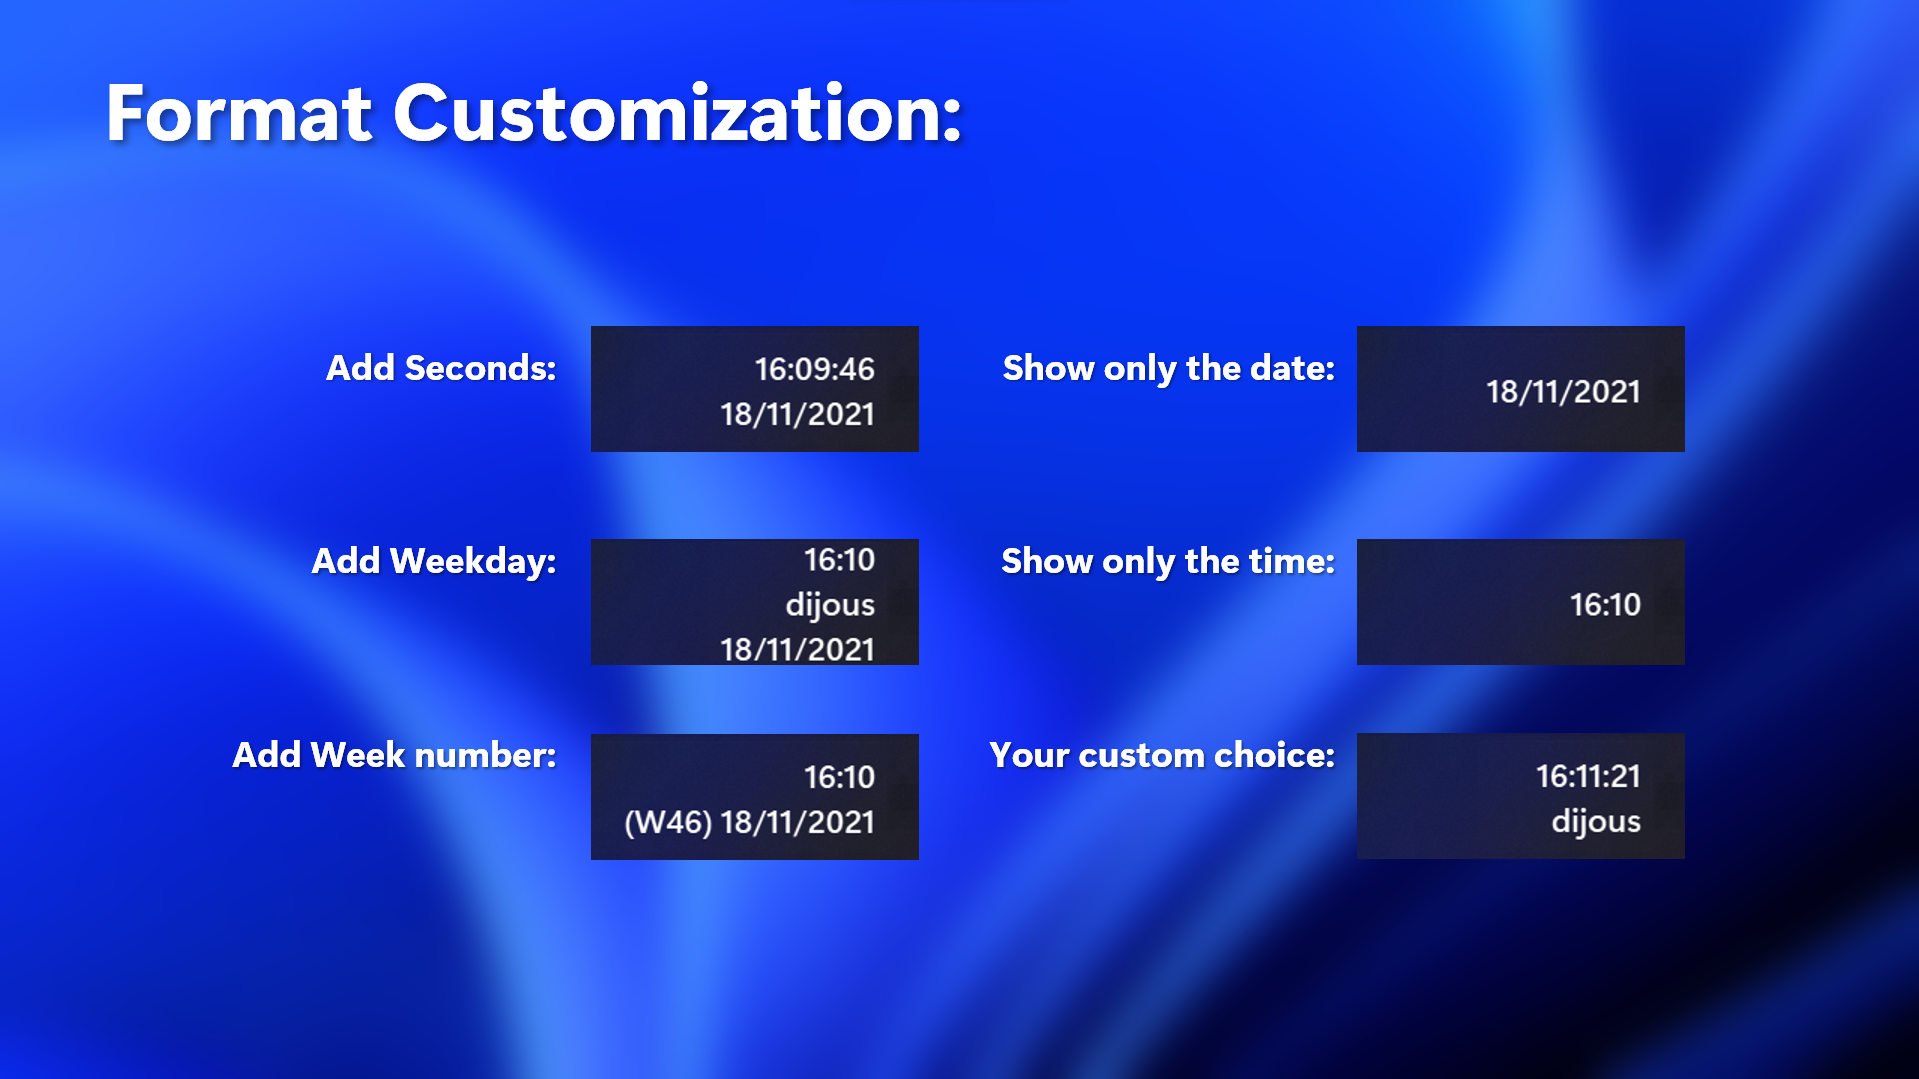 Format Customization:
Add Seconds:
16:09:46
18/11/2021
Show only the date:
18/11/2021
Add Weekday:
16:10
dijous
18/11/2021
Show only the time:
16:10
Add Week number:
16:10
(W46) 18/11/2021
Your custom choice:
16:11:21
dijous